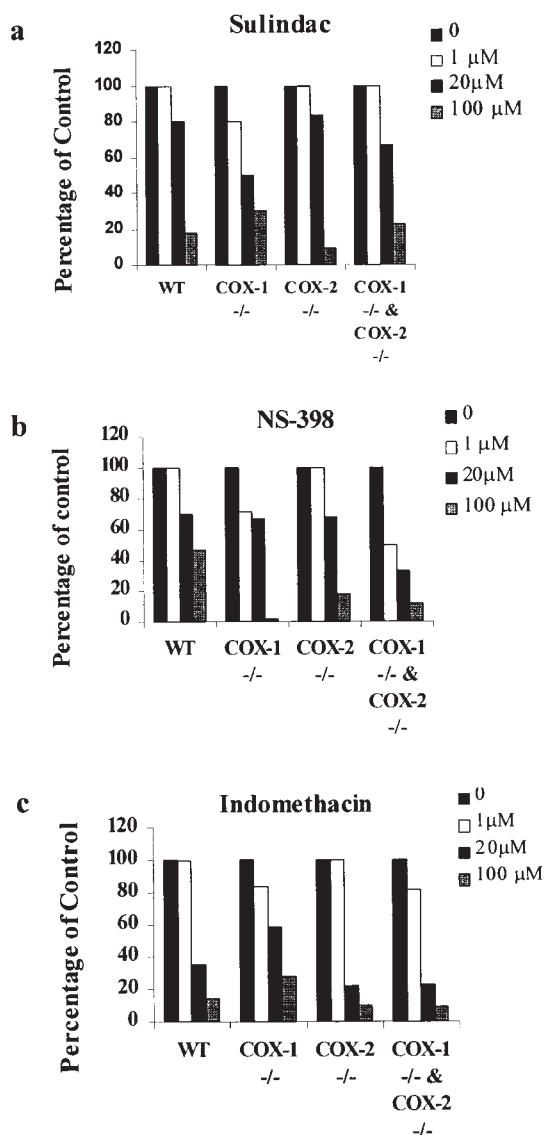 a
Sulindac
0
1 µM
20µM
100 µM
Percentage of Control
120
100
80
60
40
20
0
WT
COX-1
-/-
COX-2
-/-
COX-1
-/- &
COX-2
-/-
b
NS-398
0
1 µM
20µM
100 µM
Percentage of control
120
100
80
60
40
20
0
WT
COX-1
-/-
COX-2
-/-
COX-1
-/- &
COX-2
-/-
c
Indomethacin
0
1µM
20µM
100 µM
Percentage of Control
120
100
80
60
40
20
0
WT
COX-1
-/-
COX-2
-/-
COX-1
-/- &
COX-2
-/-